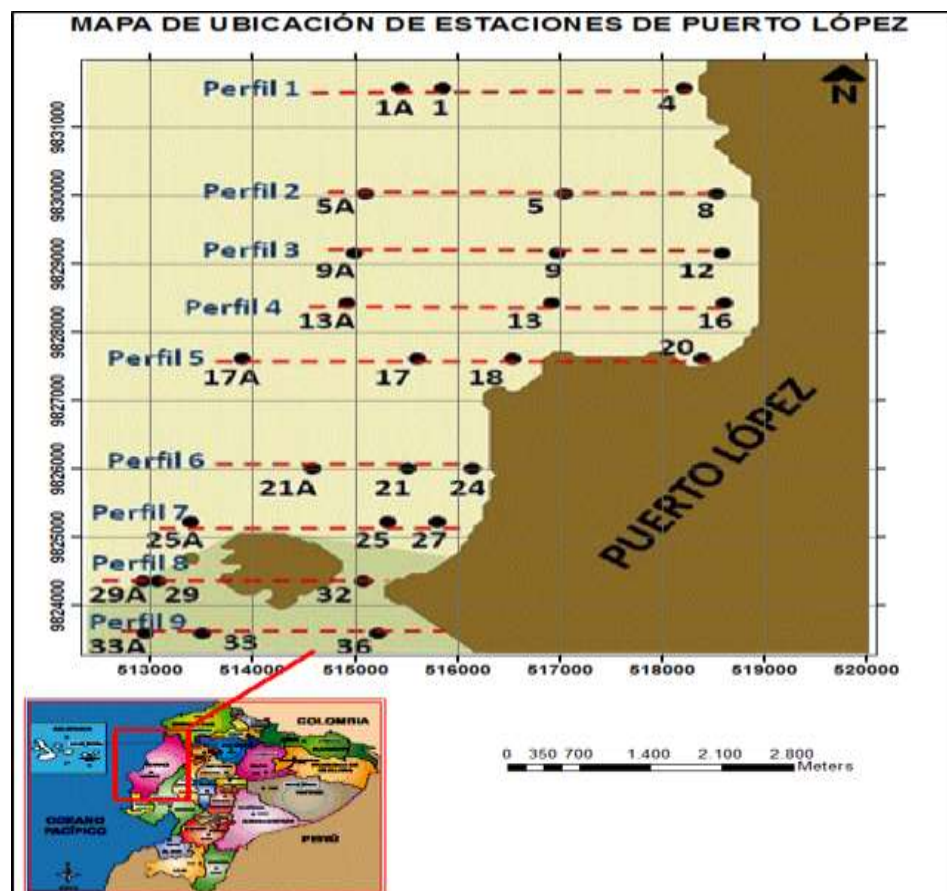 MAPA DE UBICACIÓN DE ESTACIONES DE PUERTO LÓPEZ
Perfil 1
1A 1 4
N
Perfil 2
5A 5 8
Perfil 3
9A 9 12
Perfil 4
13A 13 16
Perfil 5
17A 17 18 20
Perfil 6
21A 21 24
Perfil 7
25A 25 27
Perfil 8
29A 29 32
Perfil 9
33A 33 36
PUERTO LÓPEZ
9831000
9830000
9829000
9828000
9827000
9826000
9825000
9824000
513000 514000 515000 516000 517000 518000 519000 520000
COLOMBIA
OCEANO
PACÍFICO
PERÚ
0 350 700 1.400 2.100 2.800
Meters